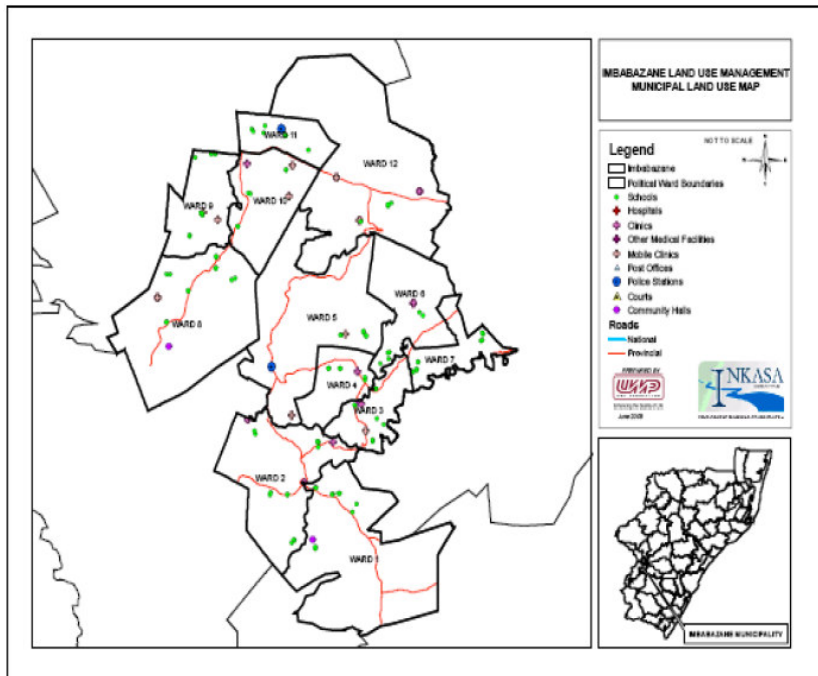 IMBABAZANE LAND USE MANAGEMENT
MUNICIPAL LAND USE MAP
NOT TO SCALE
Legend
Imbabazane
Political Ward Boundaries
Schools
Hospitals
Clinics
Other Medical Facilities
Mobile Clinics
Post Offices
Police Stations
Courts
Community Halls
Roads
National
Provincial
PREPARED BY
INKASA
WARD 11
WARD 12
WARD 10
WARD 9
WARD 6
WARD 5
WARD 8
WARD 7
WARD 4
WARD 3
WARD 2
WARD 1
IMBABAZANE MUNICIPALITY